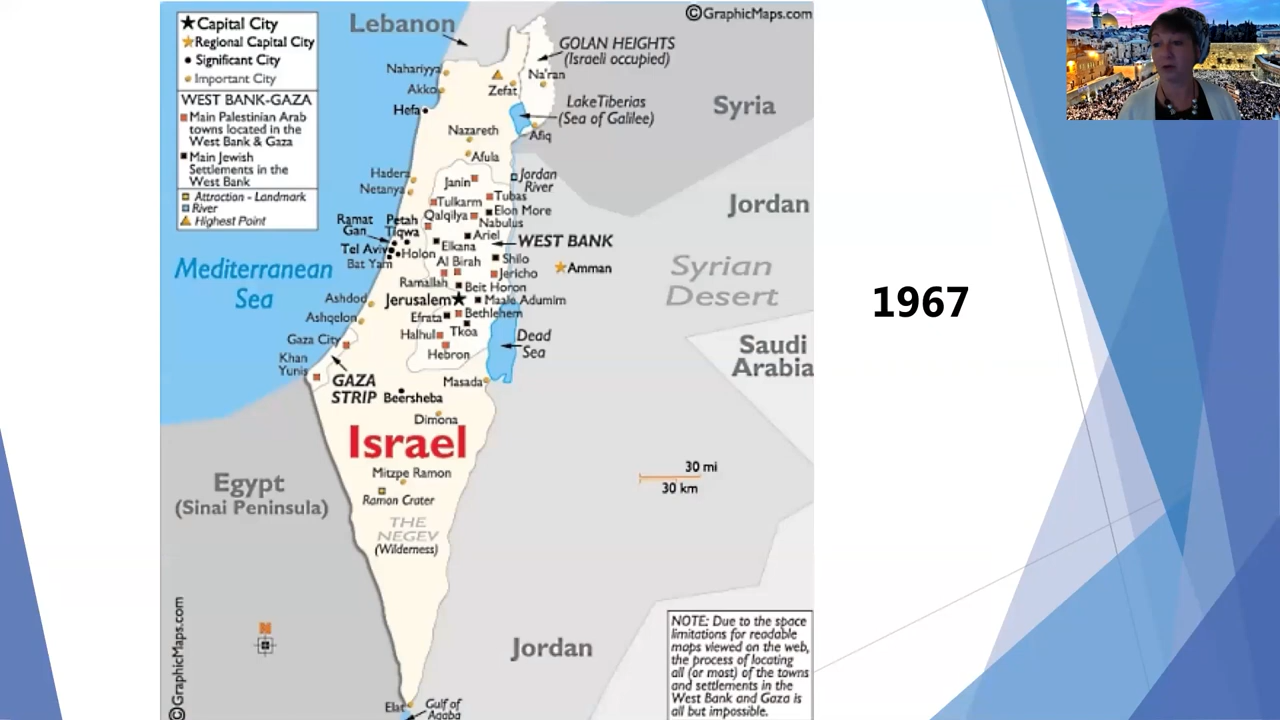 ©GraphicMaps.com
Capital City
Regional Capital City
Significant City
Important City
WEST BANK-GAZA
Main Palestinian Arab
towns located in the
West Bank & Gaza
Main Jewish
Settlements in the
West Bank
Attraction - Landmark
River
Highest Point
Lebanon
GOLAN HEIGHTS
(Israeli occupied)
Nahariyya
Na'ran
Akko
Zefat
Hefa
Lake Tiberias
(Sea of Galilee)
Syria
Nazareth
Afiq
Afula
Hadera
Netanya
Janin
Jordan
River
Tubas
Tulkarm
Elon More
Qalqilya
Nabulus
Jordan
Ramat
Gan
Petah
Tiqwa
Ariel
WEST BANK
Tel Aviv
Elkana
Holon
Bat Yam
Al Birah
Shilo
Jericho
Amman
Mediterranean
Sea
Syrian
Desert
Ramallah
Beit Horon
Jerusalem
Maale Adumim
1967
Ashdod
Efrata
Bethlehem
Ashqelon
Tkoa
Halhul
Hebron
Dead
Sea
Gaza City
Khan
Yunis
Saudi
Arabia
GAZA
STRIP
Masada
Beersheba
Dimona
Israel
Mitzpe Ramon
Ramon Crater
30 mi
30 km
Egypt
(Sinai Peninsula)
THE
NEGEV
(Wilderness)
N
Jordan
NOTE: Due to the space
limitations for readable
maps viewed on the web,
the process of locating
all (or most) of the towns
and settlements in the
West Bank and Gaza is
all but impossible.
©GraphicMaps.com
Elat
Gulf of
Aqaba